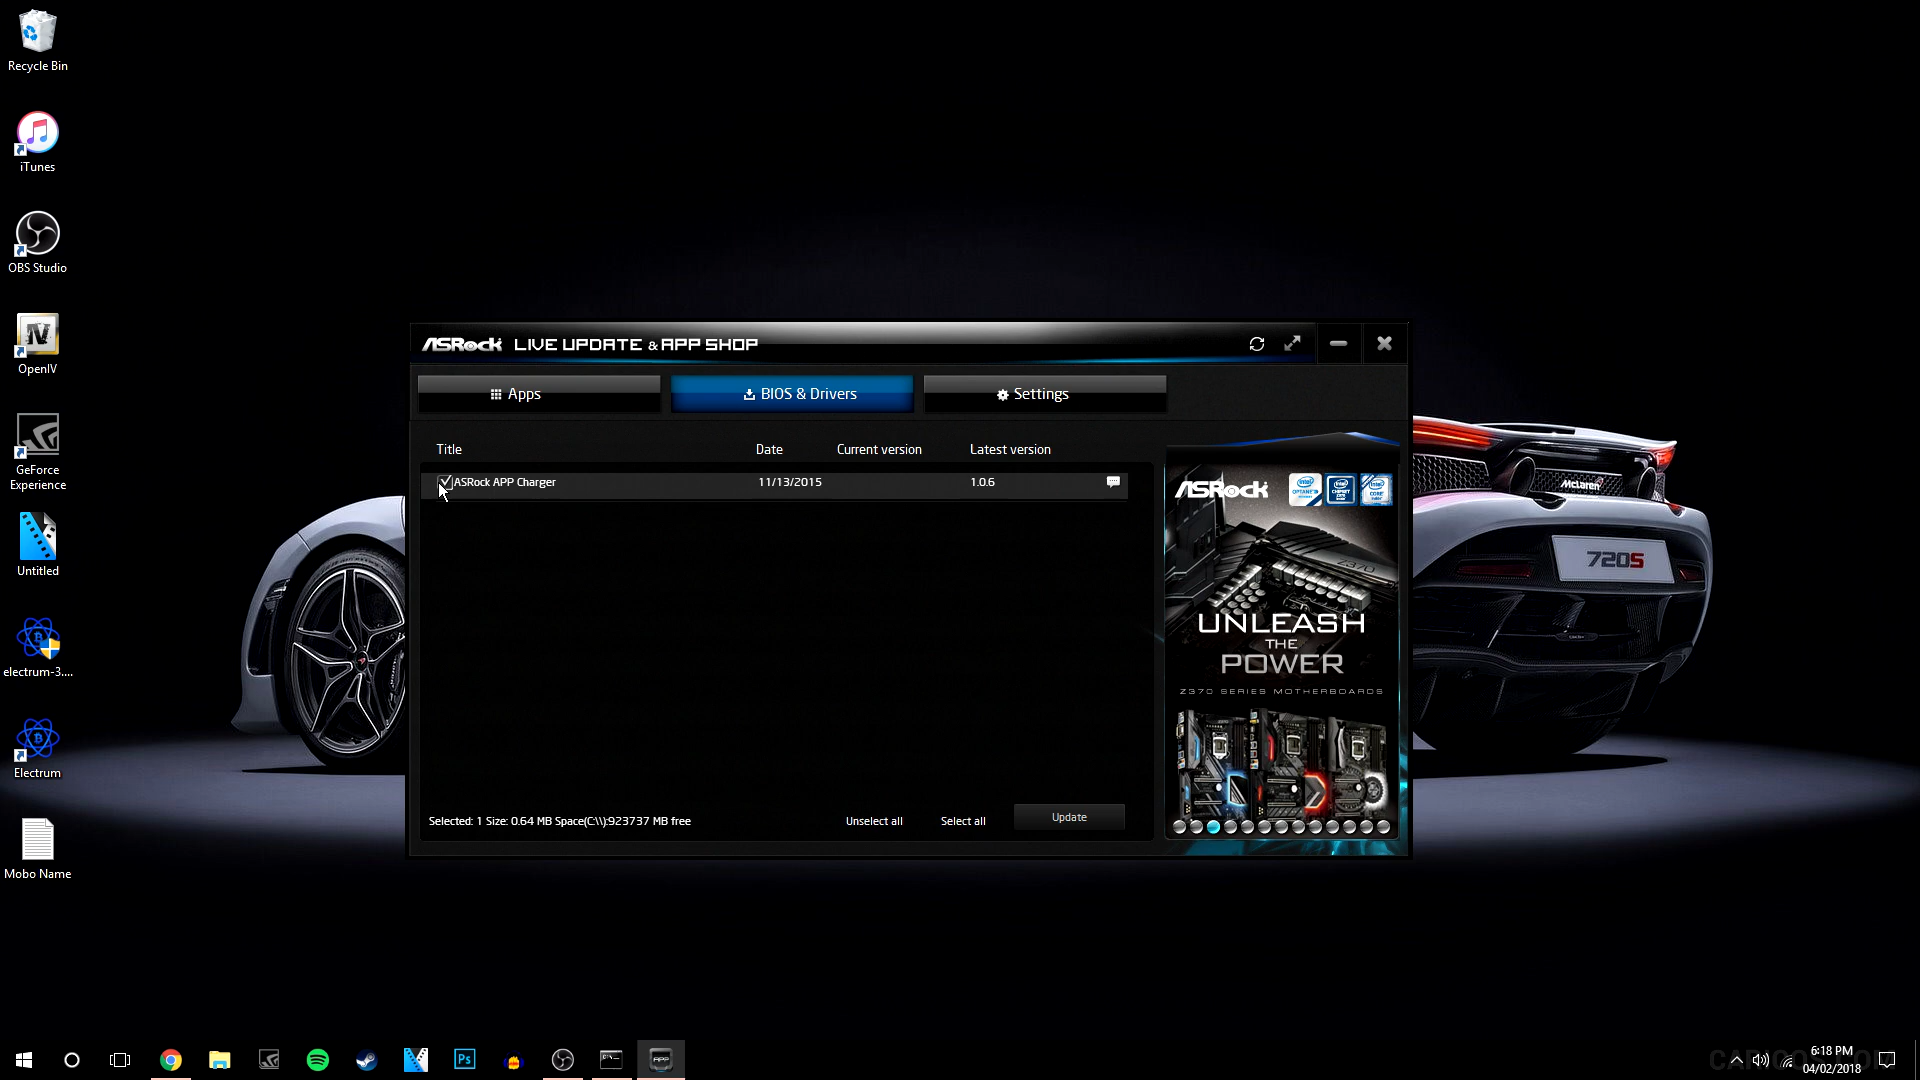 Recycle Bin
iTunes
OBS Studio
OpenIV
GeForce
Experience
Untitled
electrum-3....
Electrum
Mobo Name
ASRock LIVE UPDATE & APP SHOP
Apps
BIOS & Drivers
Settings
Title Date Current version Latest version
ASRock APP Charger 11/13/2015 1.0.6
Selected: 1 Size: 0.64 MB Space(C:\\):923737 MB free
Unselect all
Select all
Update
ASRock
Z370
UNLEASH
THE
POWER
Z370 SERIES MOTHERBOARDS
McLaren
720S
Ps
APP
6:18 PM
04/02/2018